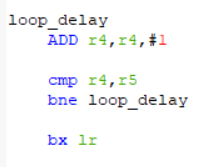 loop_delay
ADD r4,r4,#1
cmp r4,r5
bne loop_delay
bx lr